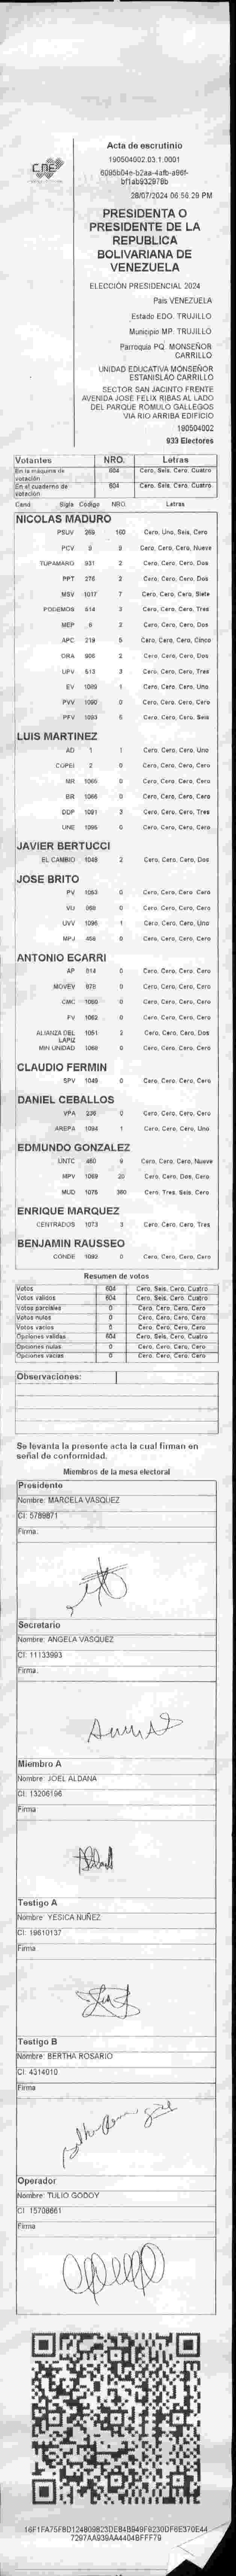 Acta de escrutinio
190504002.03.1.0001
CNE
28/07/2024 06:56:29 PM
PRESIDENTA O
PRESIDENTE DE LA
REPUBLICA
BOLIVARIANA DE
VENEZUELA
ELECCIÓN PRESIDENCIAL 2024
País VENEZUELA
Estado EDO. TRUJILLO
Municipio MP. TRUJILLO
Parroquia PQ. MONSEÑOR
CARRILLO
UNIDAD EDUCATIVA MONSEÑOR
ESTANISLAO CARRILLO
SECTOR SAN JACINTO FRENTE
AVENIDA JOSE FELIX RIBAS AL LADO
DEL PARQUE ROMULO GALLEGOS
VIA RIO ARRIBA EDIFICIO
190504002
933 Electores
Votantes NRO. Letras
En la máquina de votación 604 Cero, Seis, Cero, Cuatro
En el cuaderno de votación 604 Cero, Seis, Cero, Cuatro
Cand. Sigla Código NRO. Letras
NICOLAS MADURO
PSUV 269 160 Cero, Uno, Seis, Cero
PCV 9 9 Cero, Cero, Cero, Nueve
TUPAMARO 931 2 Cero, Cero, Cero, Dos
PPT 276 2 Cero, Cero, Cero, Dos
MSV 1017 7 Cero, Cero, Cero, Siete
PODEMOS 514 3 Cero, Cero, Cero, Tres
MEP 6 2 Cero, Cero, Cero, Dos
APC 219 5 Cero, Cero, Cero, Cinco
ORA 906 2 Cero, Cero, Cero, Dos
UPV 513 3 Cero, Cero, Cero, Tres
EV 1089 1 Cero, Cero, Cero, Uno
PVV 1090 0 Cero, Cero, Cero, Cero
PFV 1093 6 Cero, Cero, Cero, Seis
LUIS MARTINEZ
AD 1 1 Cero, Cero, Cero, Uno
COPEI 2 0 Cero, Cero, Cero, Cero
MR 1065 0 Cero, Cero, Cero, Cero
BR 1066 0 Cero, Cero, Cero, Cero
DDP 1091 3 Cero, Cero, Cero, Tres
UNE 1095 0 Cero, Cero, Cero, Cero
JAVIER BERTUCCI
EL CAMBIO 1048 2 Cero, Cero, Cero, Dos
JOSE BRITO
PV 1053 0 Cero, Cero, Cero, Cero
VU 968 0 Cero, Cero, Cero, Cero
UVV 1096 1 Cero, Cero, Cero, Uno
MPJ 458 0 Cero, Cero, Cero, Cero
ANTONIO ECARRI
AP 914 0 Cero, Cero, Cero, Cero
MOVEV 978 0 Cero, Cero, Cero, Cero
CMC 1060 0 Cero, Cero, Cero, Cero
FV 1062 0 Cero, Cero, Cero, Cero
ALIANZA DEL LAPIZ 1051 2 Cero, Cero, Cero, Dos
MIN UNIDAD 1068 0 Cero, Cero, Cero, Cero
CLAUDIO FERMIN
SPV 1049 0 Cero, Cero, Cero, Cero
DANIEL CEBALLOS
VPA 238 0 Cero, Cero, Cero, Cero
AREPA 1094 1 Cero, Cero, Cero, Uno
EDMUNDO GONZALEZ
UNTC 480 9 Cero, Cero, Cero, Nueve
MPV 1069 20 Cero, Cero, Dos, Cero
MUD 1075 360 Cero, Tres, Seis, Cero
ENRIQUE MARQUEZ
CENTRADOS 1073 3 Cero, Cero, Cero, Tres
BENJAMIN RAUSSEO
CONDE 1092 0 Cero, Cero, Cero, Cero
Resumen de votos
Votos 604 Cero, Seis, Cero, Cuatro
Votos válidos 604 Cero, Seis, Cero, Cuatro
Votos parciales 0 Cero, Cero, Cero, Cero
Votos nulos 0 Cero, Cero, Cero, Cero
Votos vacíos 0 Cero, Cero, Cero, Cero
Opciones válidas 604 Cero, Seis, Cero, Cuatro
Opciones nulas 0 Cero, Cero, Cero, Cero
Opciones vacías 0 Cero, Cero, Cero, Cero
Observaciones:
Se levanta la presente acta la cual firman en
señal de conformidad.
Miembros de la mesa electoral
Presidente
Nombre: MARCELA VASQUEZ
CI: 5789871
Firma:
Secretario
Nombre: ANGELA VASQUEZ
CI: 11133993
Firma:
Miembro A
Nombre: JOEL ALDANA
CI: 13206196
Firma
Testigo A
Nombre: YESICA NUÑEZ
CI: 19610137
Firma
Testigo B
Nombre: BERTHA ROSARIO
CI: 4314010
Firma
Operador
Nombre: TULIO GODOY
CI: 15708661
Firma